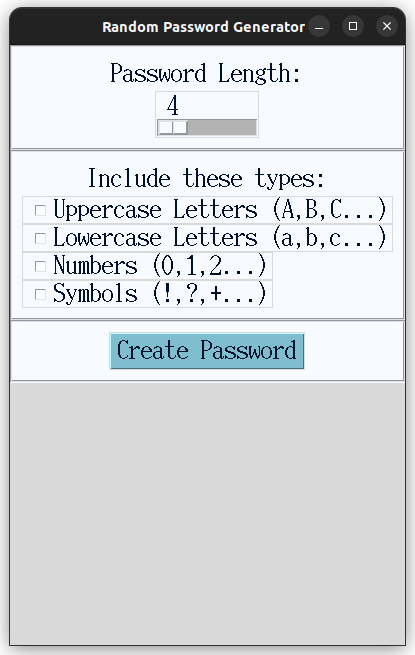 Random Password Generator
Password Length:
4
Include these types:
Uppercase Letters (A,B,C...)
Lowercase Letters (a,b,c...)
Numbers (0,1,2...)
Symbols (!,?,+...)
Create Password